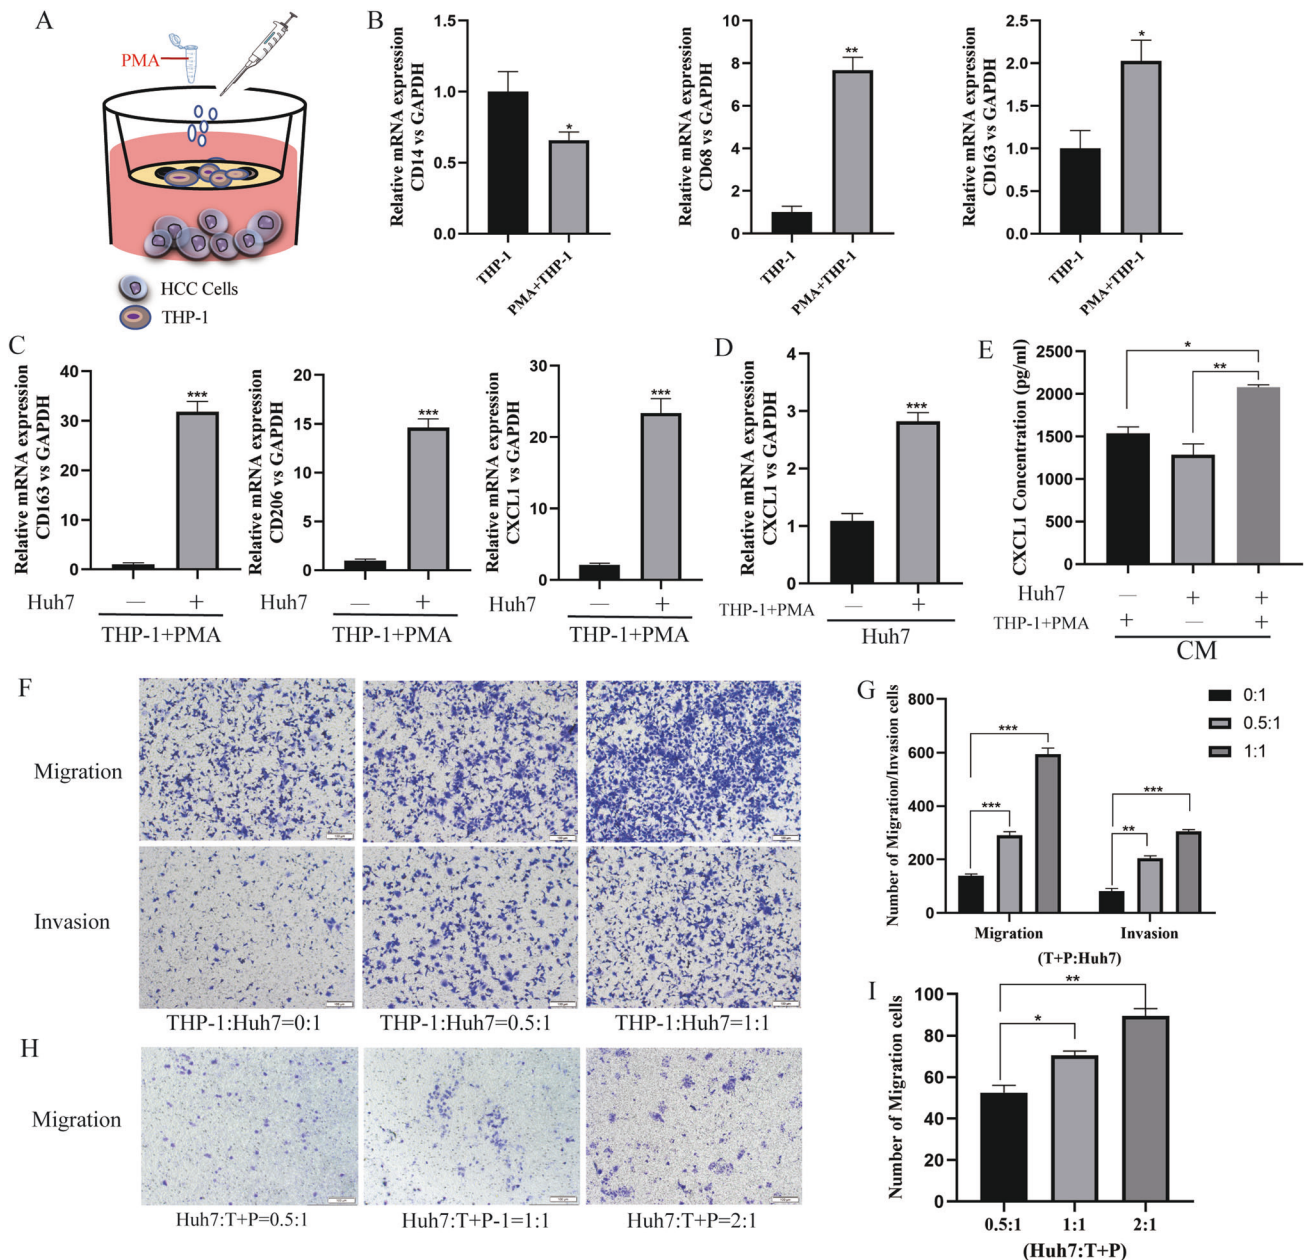 A
PMA
HCC Cells
THP-1
B
Relative mRNA expression
CD14 vs GAPDH
1.5
1.0
0.5
0.0
*
THP-1
PMA+THP-1
Relative mRNA expression
CD68 vs GAPDH
10
8
6
4
2
0
**
THP-1
PMA+THP-1
Relative mRNA expression
CD163 vs GAPDH
2.5
2.0
1.5
1.0
0.5
0.0
*
THP-1
PMA+THP-1
C
Relative mRNA expression
CD163 vs GAPDH
40
30
20
10
0
***
Huh7 — +
THP-1+PMA
Relative mRNA expression
CD206 vs GAPDH
20
15
10
5
0
***
Huh7 — +
THP-1+PMA
Relative mRNA expression
CXCL1 vs GAPDH
30
20
10
0
***
Huh7 — +
THP-1+PMA
D
Relative mRNA expression
CXCL1 vs GAPDH
4
3
2
1
0
***
THP-1+PMA — +
Huh7
E
CXCL1 Concentration (pg/ml)
2500
2000
1500
1000
500
0
*
**
Huh7 — + +
THP-1+PMA + — +
CM
F
Migration
Invasion
THP-1:Huh7=0:1
THP-1:Huh7=0.5:1
THP-1:Huh7=1:1
G
Number of Migration/Invasion cells
800
600
400
200
0
***
***
**
***
0:1
0.5:1
1:1
Migration
Invasion
(T+P:Huh7)
H
Migration
Huh7:T+P=0.5:1
Huh7:T+P-1=1:1
Huh7:T+P=2:1
I
Number of Migration cells
100
80
60
40
20
0
*
**
0.5:1
1:1
2:1
(Huh7:T+P)